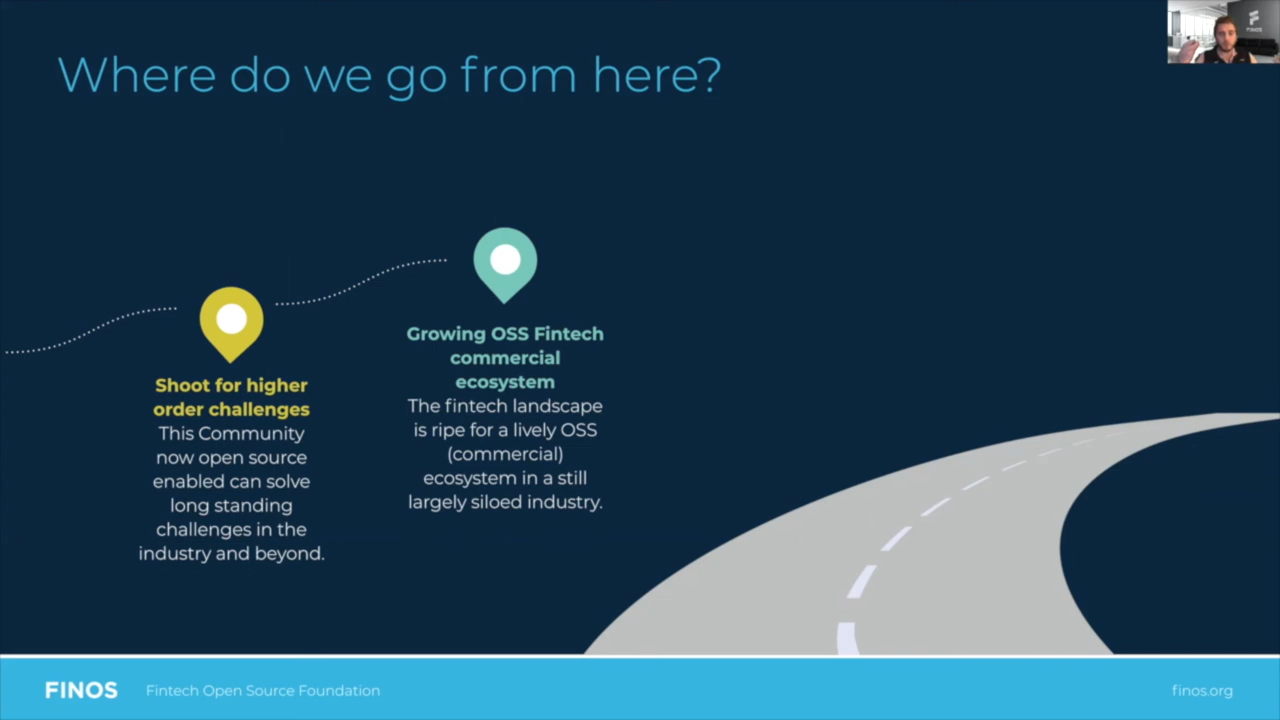 Where do we go from here?
FINOS
Shoot for higher
order challenges
This Community
now open source
enabled can solve
long standing
challenges in the
industry and beyond.
Growing OSS Fintech
commercial
ecosystem
The fintech landscape
is ripe for a lively OSS
(commercial)
ecosystem in a still
largely siloed industry.
FINOS
Fintech Open Source Foundation
finos.org